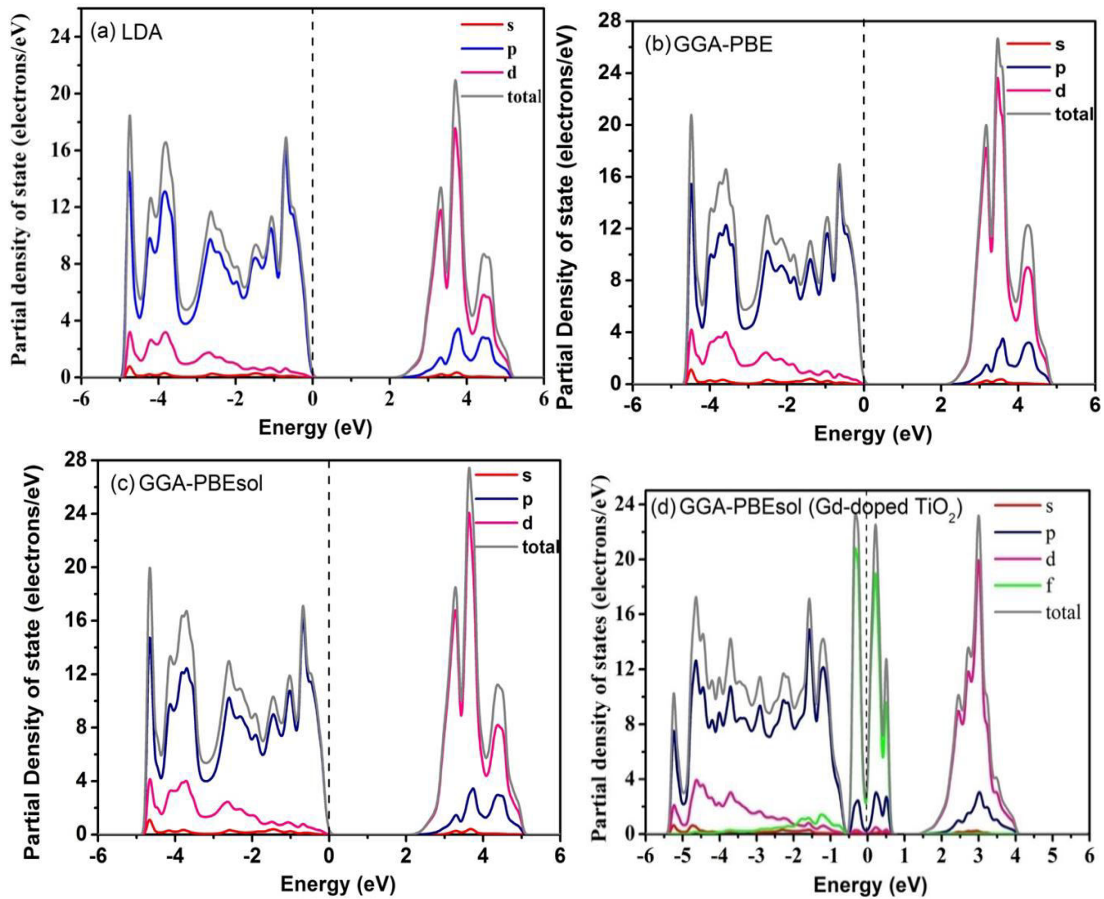 (a) LDA
s
p
d
total
Partial density of state (electrons/eV)
24
20
16
12
8
4
0
-6
-4
-2
0
2
4
6
Energy (eV)
(b) GGA-PBE
s
p
d
total
Partial Density of state (electrons/eV)
28
24
20
16
12
8
4
0
-6
-4
-2
0
2
4
6
Energy (eV)
(c) GGA-PBEsol
s
p
d
total
Partial Density of state (electrons/eV)
28
24
20
16
12
8
4
0
-6
-4
-2
0
2
4
6
Energy (eV)
(d) GGA-PBEsol (Gd-doped TiO₂)
s
p
d
f
total
Partial density of states (electrons/eV)
24
20
16
12
8
4
0
-6
-5
-4
-3
-2
-1
0
1
2
3
4
5
6
Energy (eV)